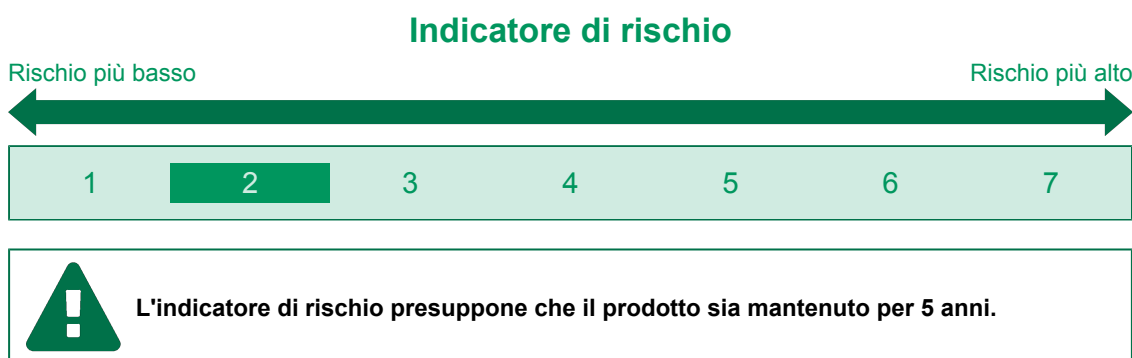 Indicatore di rischio
Rischio più basso Rischio più alto
1 2 3 4 5 6 7
L'indicatore di rischio presuppone che il prodotto sia mantenuto per 5 anni.